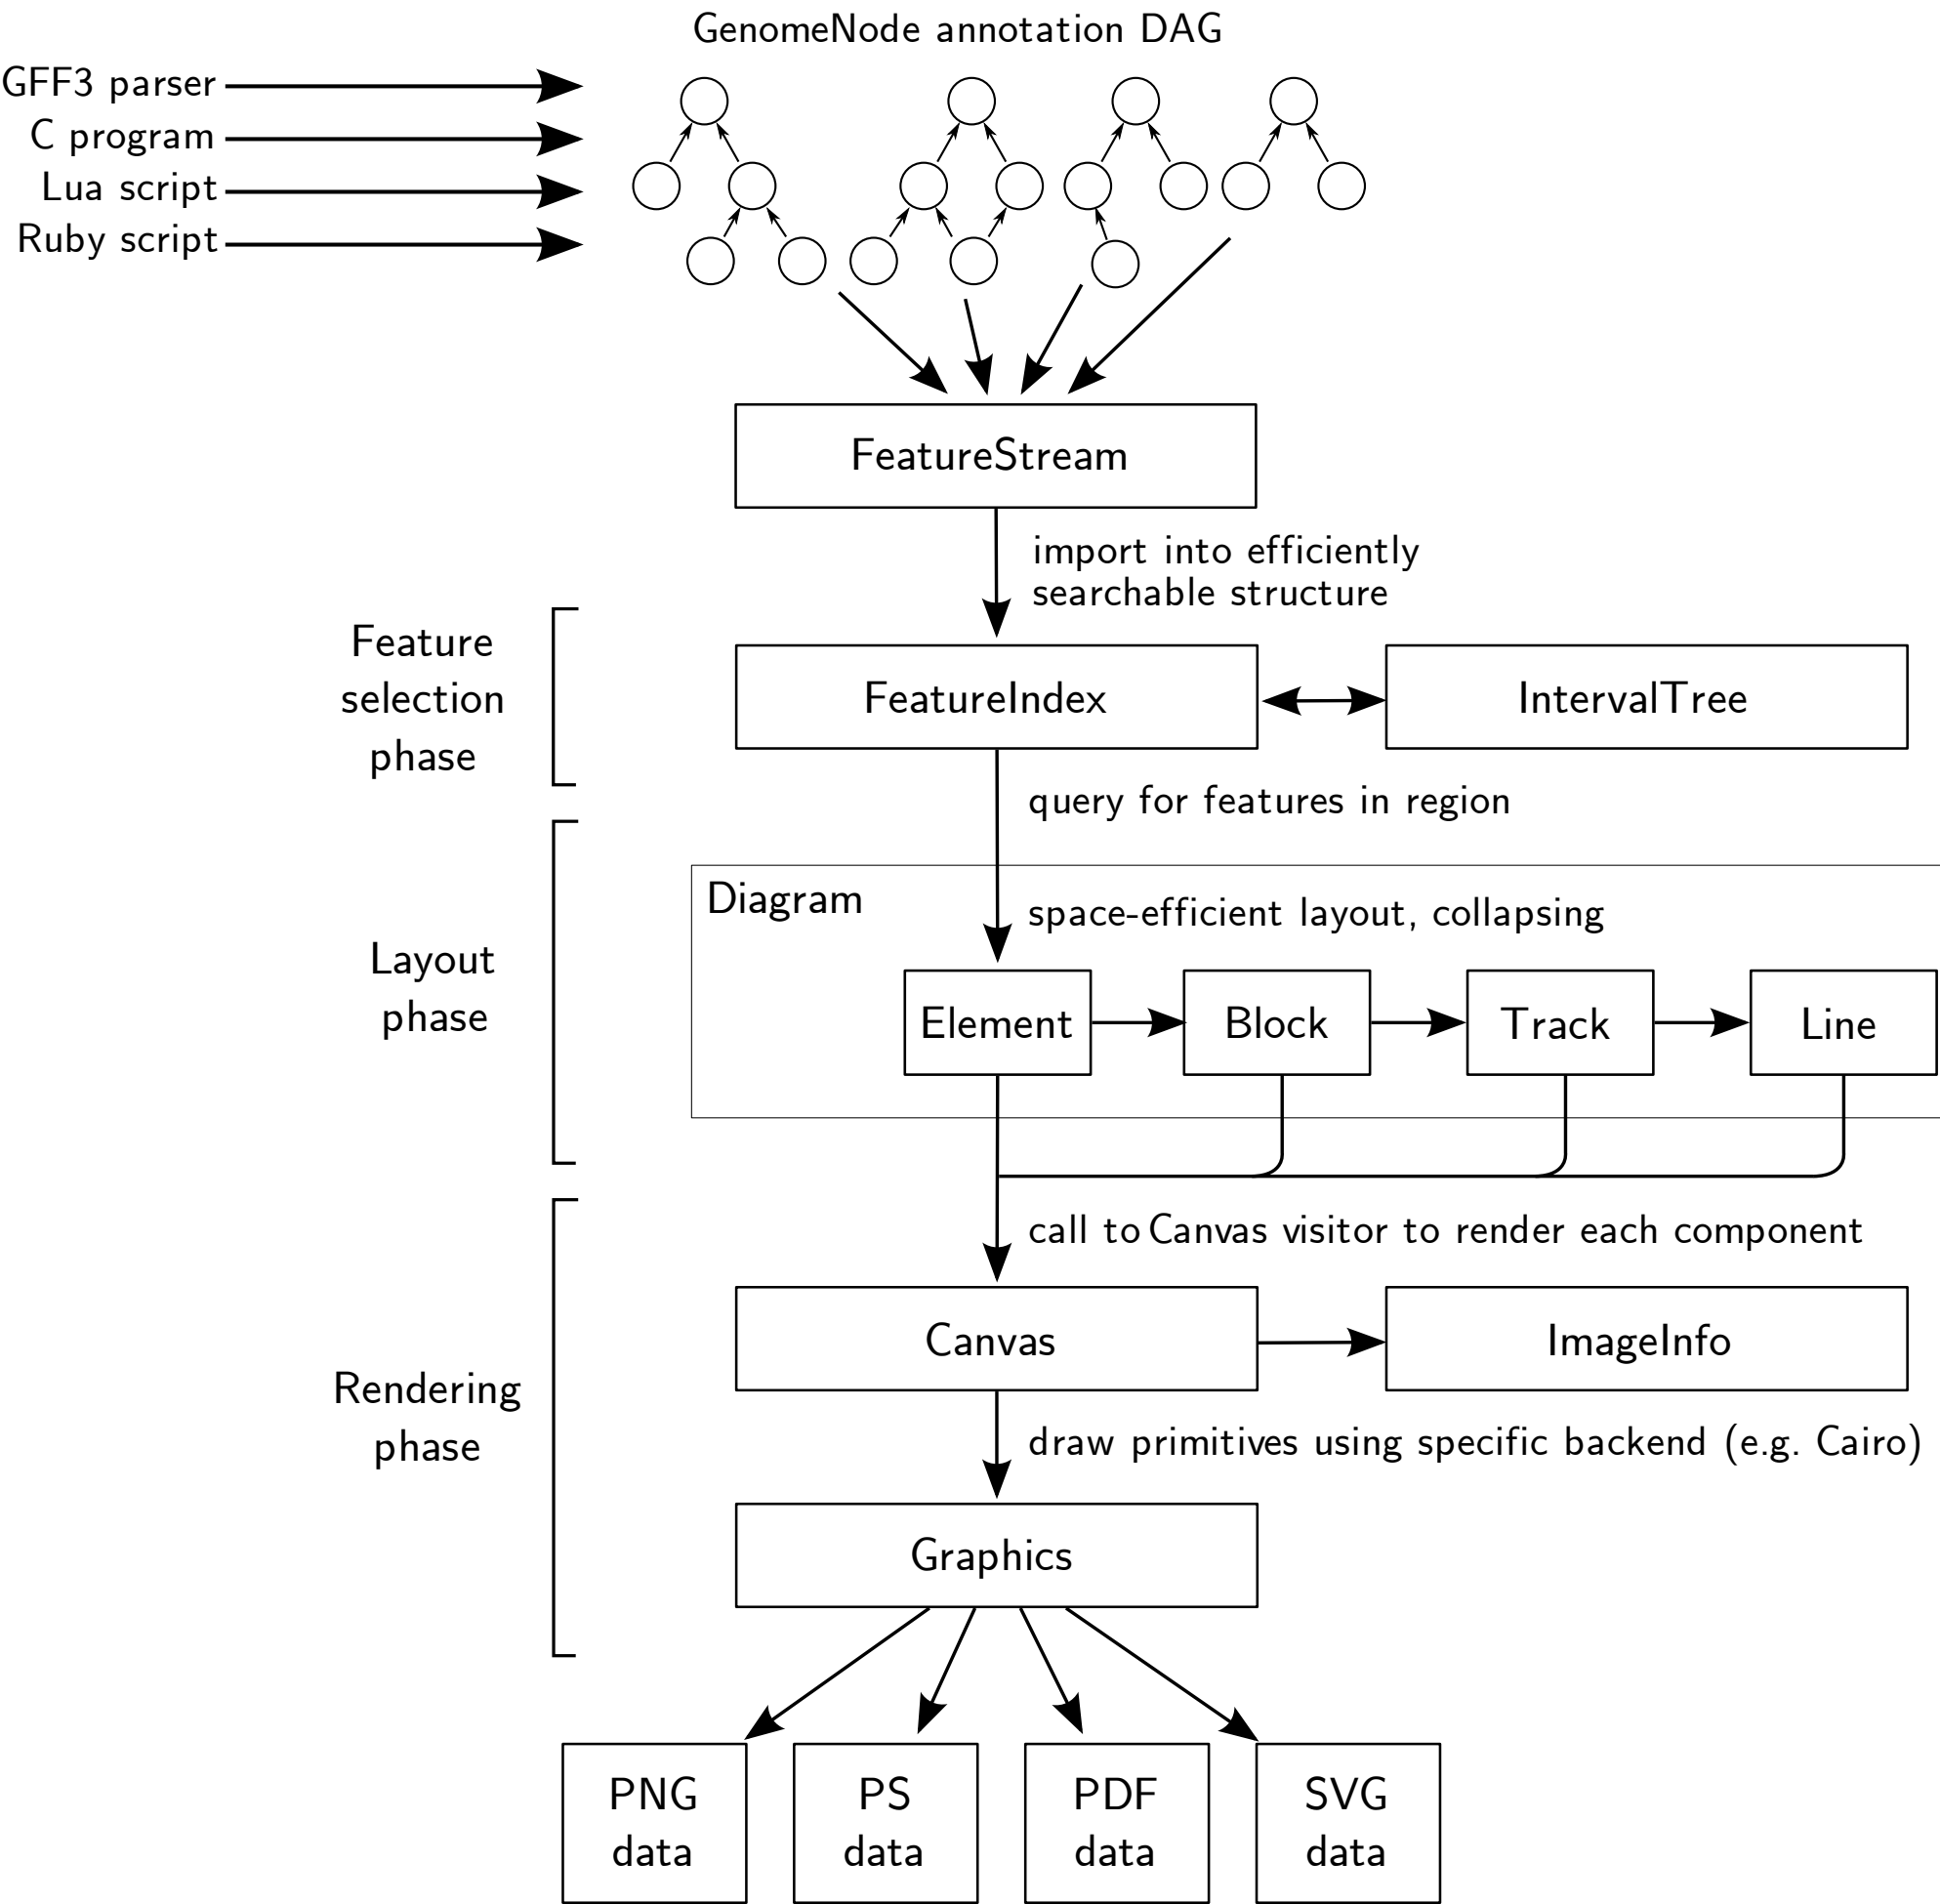 GenomeNode annotation DAG
GFF3 parser
C program
Lua script
Ruby script
FeatureStream
import into efficiently
searchable structure
Feature
selection
phase
FeatureIndex
IntervalTree
query for features in region
Diagram
space-efficient layout, collapsing
Layout
phase
Element
Block
Track
Line
call to Canvas visitor to render each component
Canvas
ImageInfo
Rendering
phase
draw primitives using specific backend (e.g. Cairo)
Graphics
PNG
data
PS
data
PDF
data
SVG
data